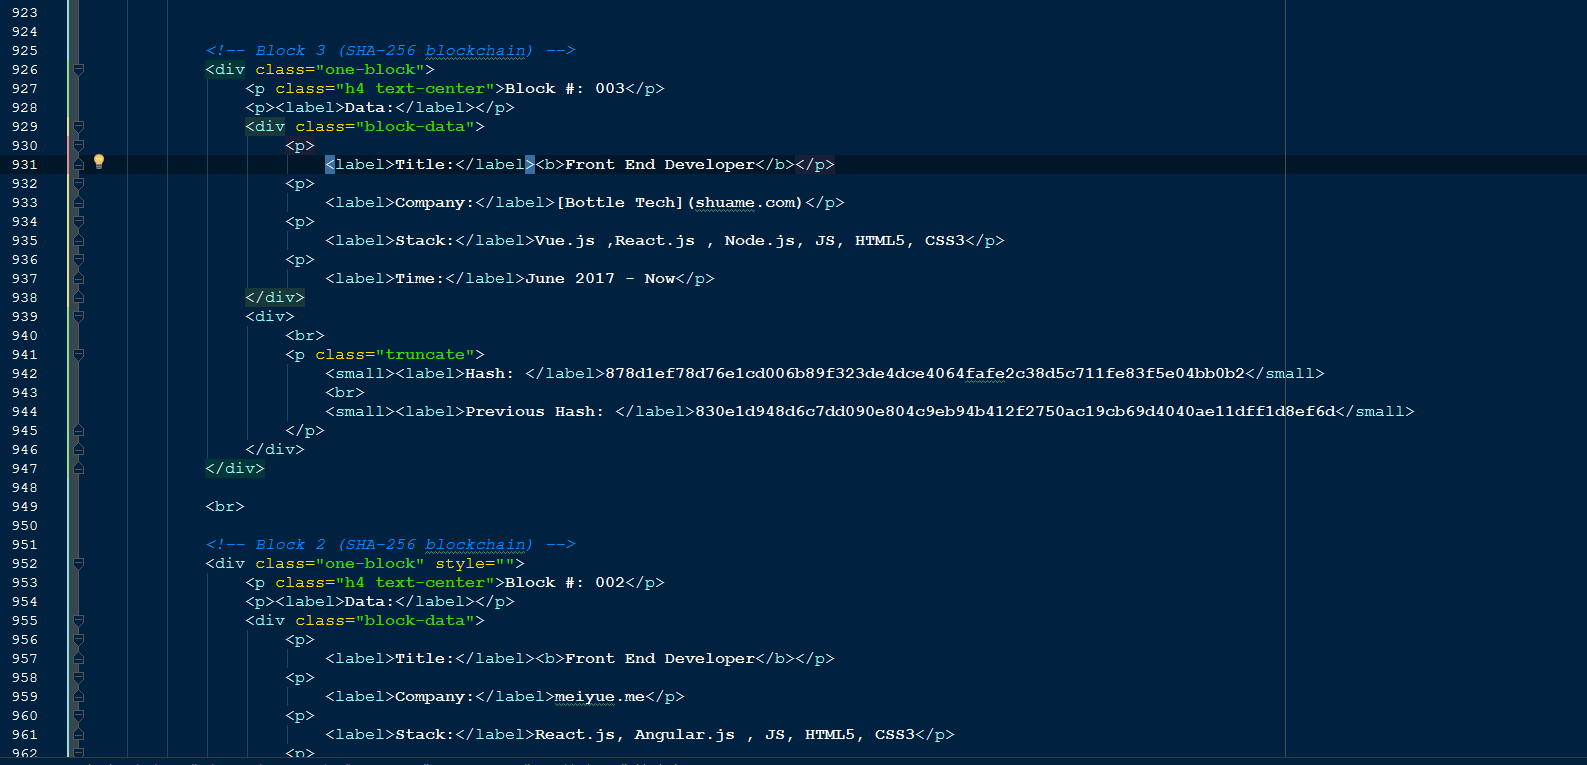 923
924
925 <!-- Block 3 (SHA-256 blockchain) -->
926 <div class="one-block">
927 <p class="h4 text-center">Block #: 003</p>
928 <p><label>Data:</label></p>
929 <div class="block-data">
930 <p>
931 <label>Title:</label><b>Front End Developer</b></p>
932 <p>
933 <label>Company:</label>[Bottle Tech](shuame.com)</p>
934 <p>
935 <label>Stack:</label>Vue.js ,React.js , Node.js, JS, HTML5, CSS3</p>
936 <p>
937 <label>Time:</label>June 2017 - Now</p>
938 </div>
939 <div>
940 <br>
941 <p class="truncate">
942 <small><label>Hash: </label>878d1ef78d76e1cd006b89f323de4dce4064fafe2c38d5c711fe83f5e04bb0b2</small>
943 <br>
944 <small><label>Previous Hash: </label>830e1d948d6c7dd090e804c9eb94b412f2750ac19cb69d4040ae11dff1d8ef6d</small>
945 </p>
946 </div>
947 </div>
948
949 <br>
950
951 <!-- Block 2 (SHA-256 blockchain) -->
952 <div class="one-block" style="">
953 <p class="h4 text-center">Block #: 002</p>
954 <p><label>Data:</label></p>
955 <div class="block-data">
956 <p>
957 <label>Title:</label><b>Front End Developer</b></p>
958 <p>
959 <label>Company:</label>meiyue.me</p>
960 <p>
961 <label>Stack:</label>React.js, Angular.js , JS, HTML5, CSS3</p>
962 <p>